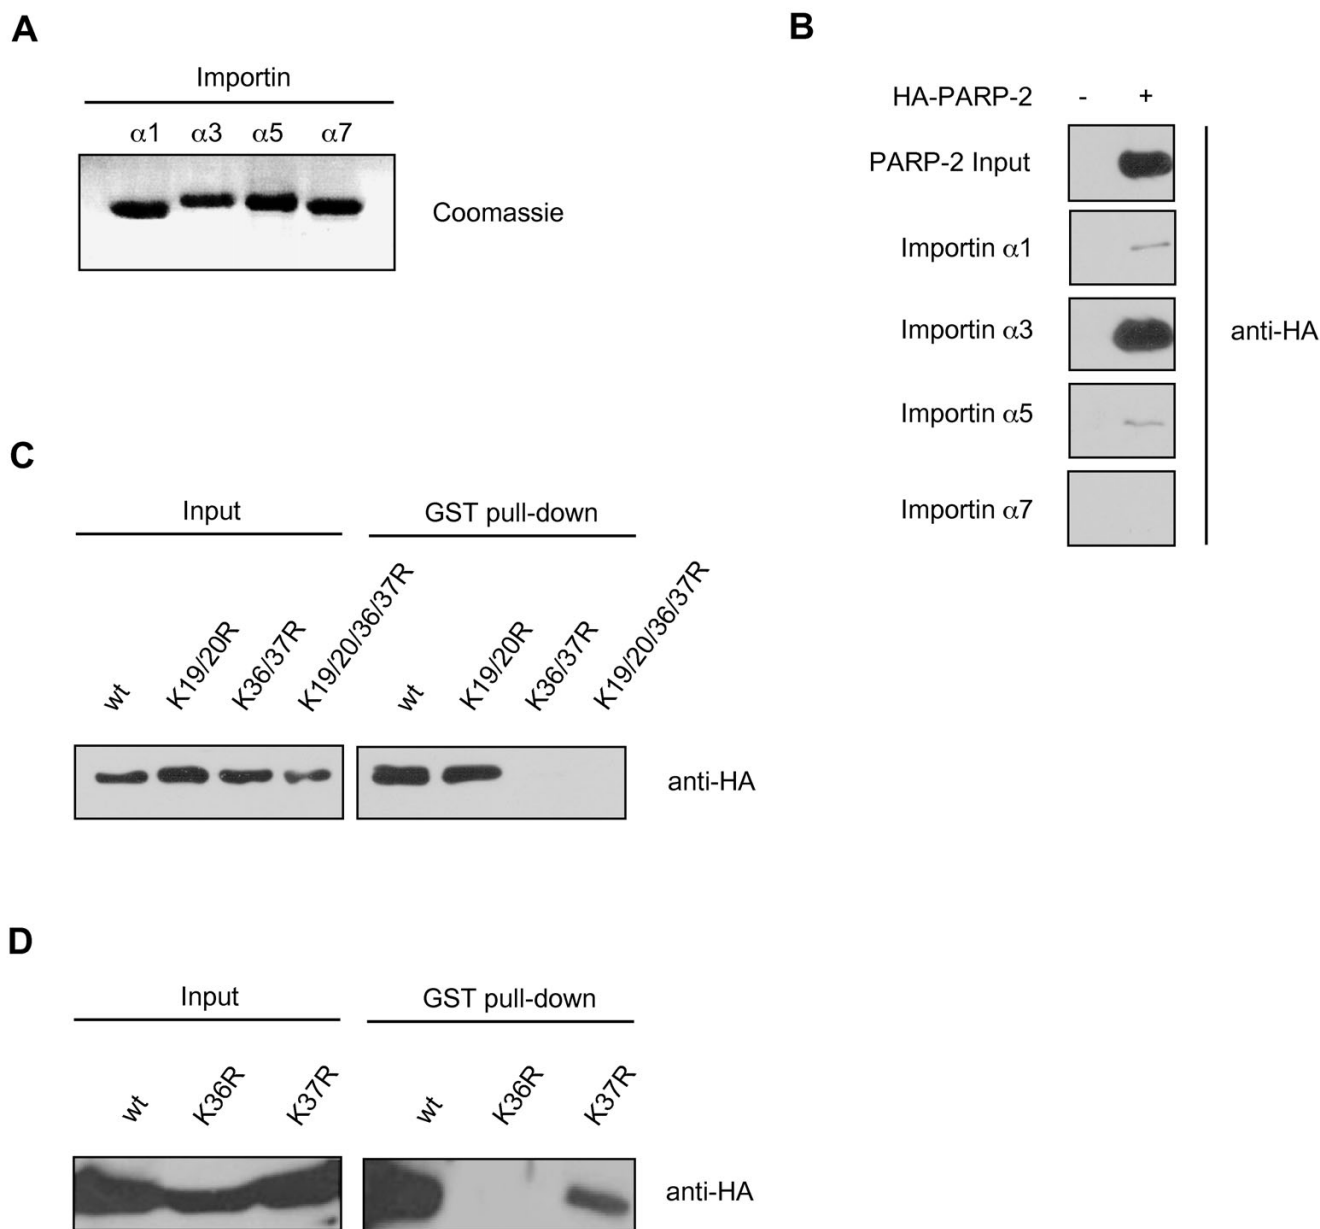 A
Importin
α1 α3 α5 α7
Coomassie
B
HA-PARP-2 - +
PARP-2 Input
Importin α1
Importin α3
Importin α5
Importin α7
anti-HA
C
Input GST pull-down
wt K19/20R K36/37R K19/20/36/37R wt K19/20R K36/37R K19/20/36/37R
anti-HA
D
Input GST pull-down
wt K36R K37R wt K36R K37R
anti-HA